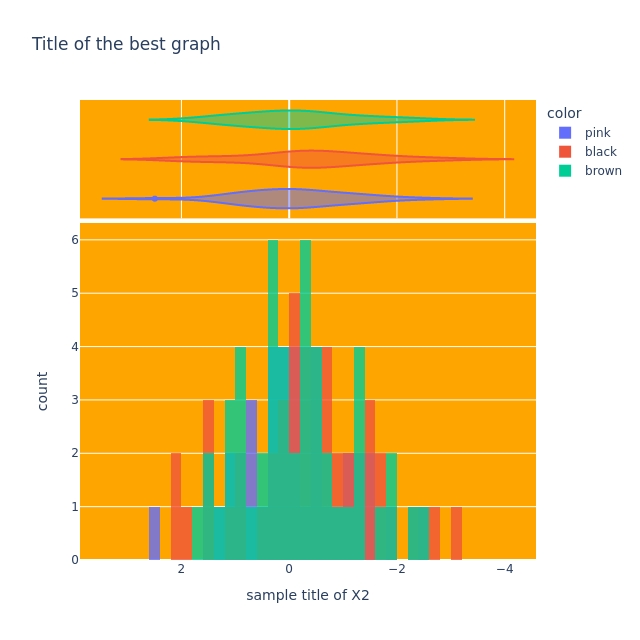 Title of the best graph
color
pink
black
brown
6
5
4
3
2
1
0
count
2
0
−2
−4
sample title of X2